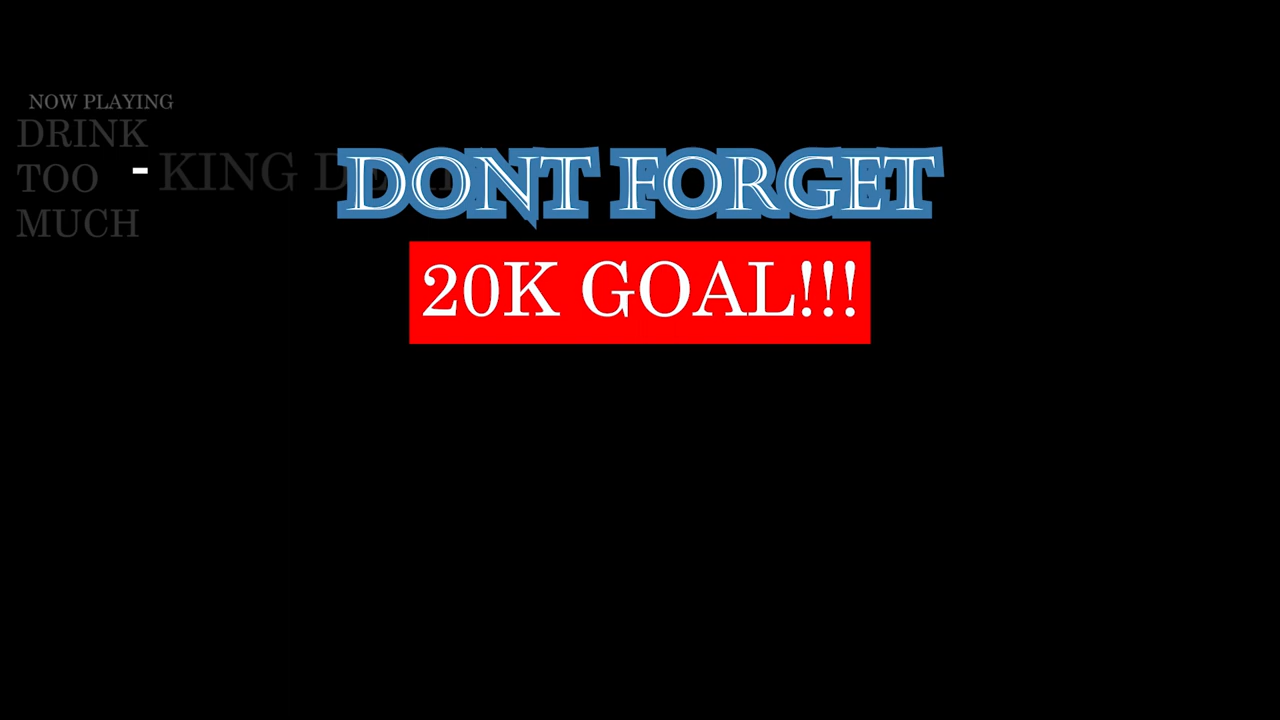 NOW PLAYING
DRINK
TOO
MUCH
- KING
DONT FORGET
20K GOAL!!!